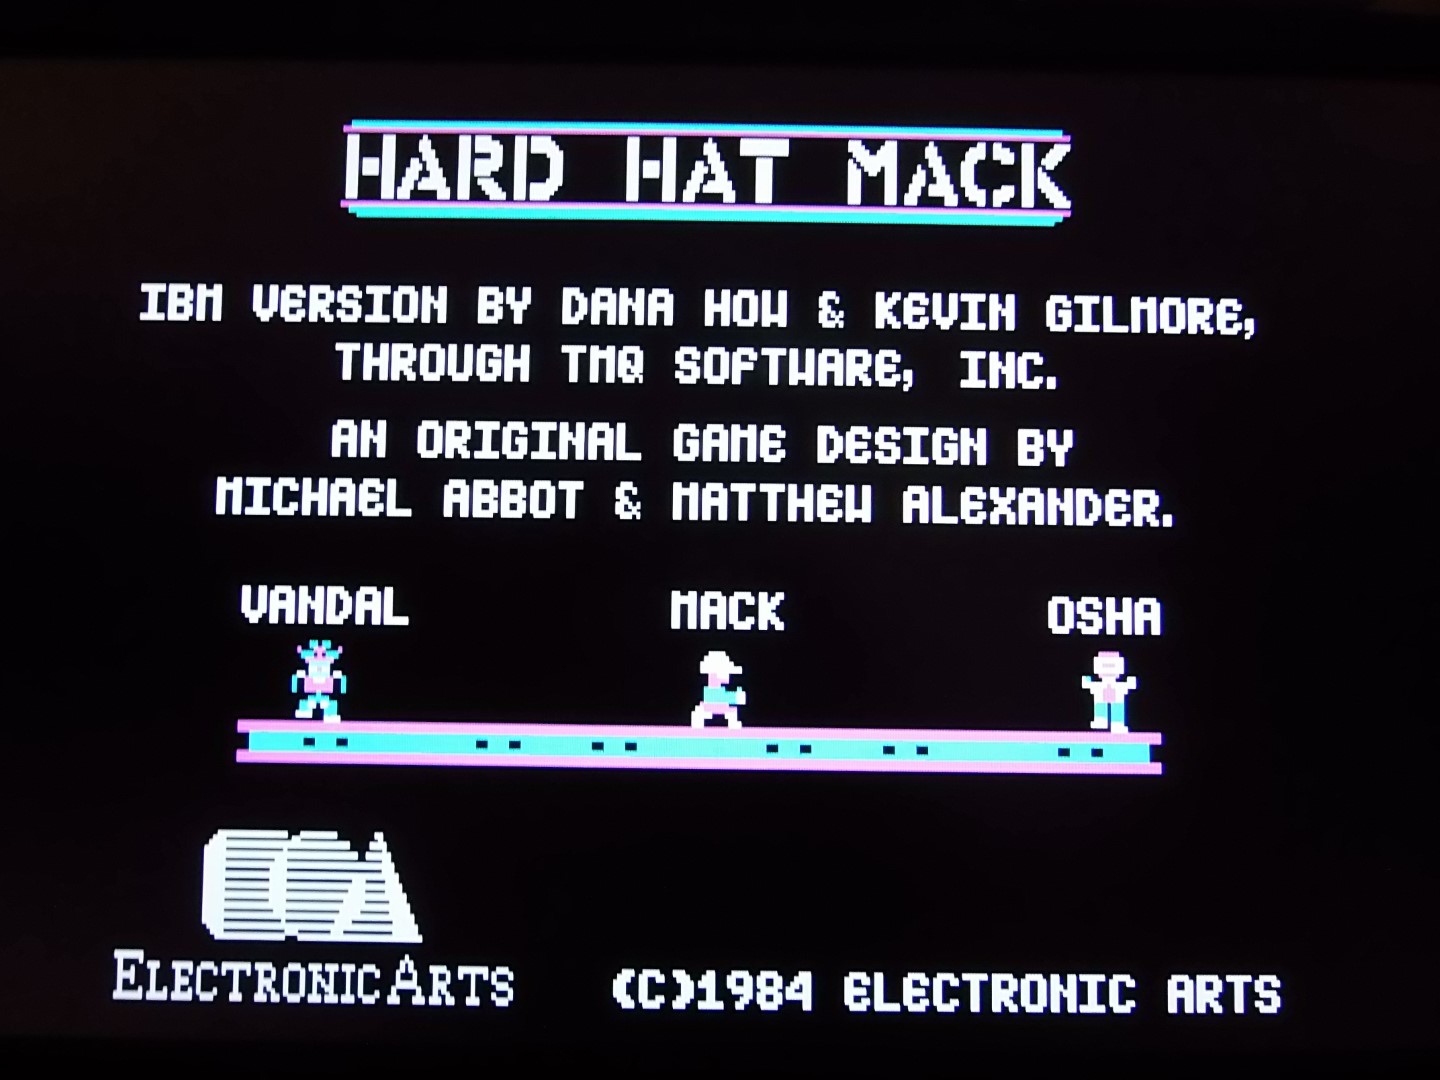 HARD HAT MACK
IBM VERSION BY DANA HOW & KEVIN GILMORE,
THROUGH TMQ SOFTWARE, INC.
AN ORIGINAL GAME DESIGN BY
MICHAEL ABBOT & MATTHEW ALEXANDER.
VANDAL MACK OSHA
ELECTRONIC ARTS
(C)1984 ELECTRONIC ARTS